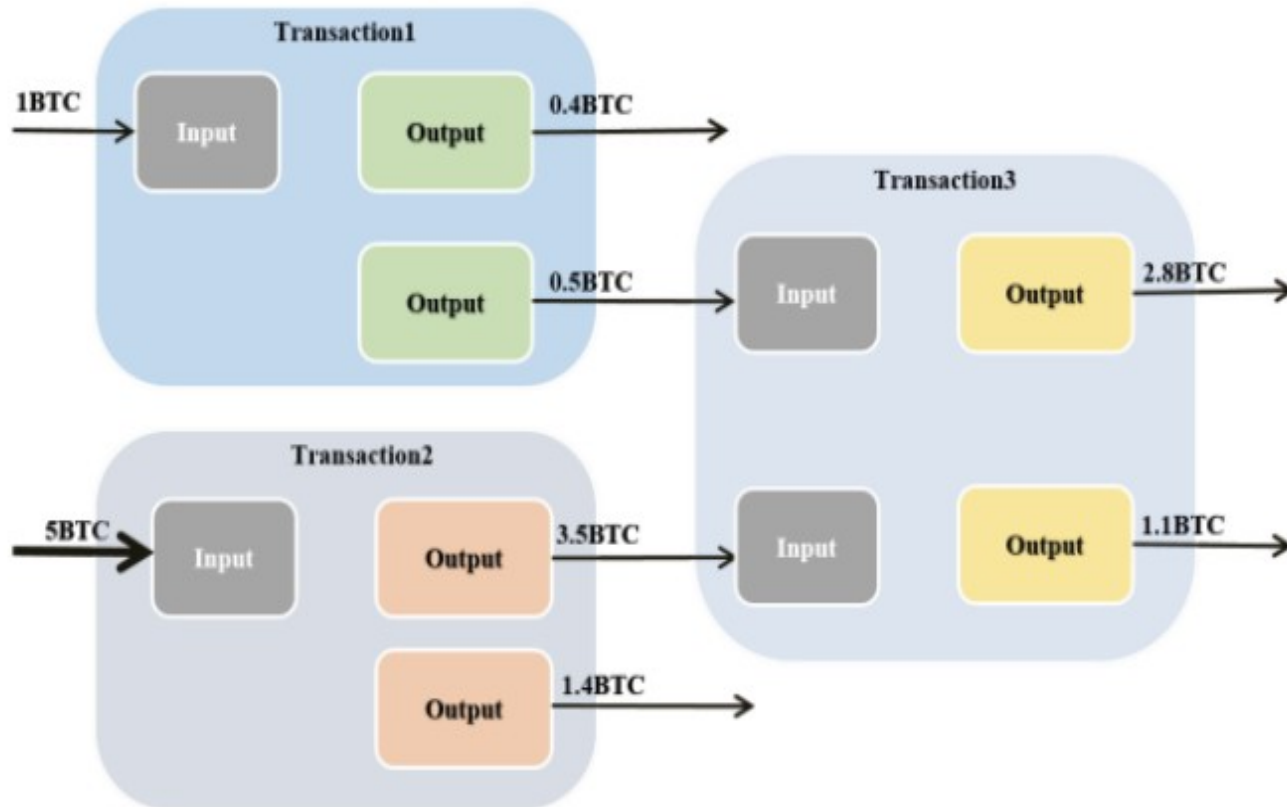 Transaction1
1BTC
Input
Output
0.4BTC
Output
0.5BTC
Transaction3
Input
Output
2.8BTC
Input
Output
1.1BTC
Transaction2
5BTC
Input
Output
3.5BTC
Output
1.4BTC